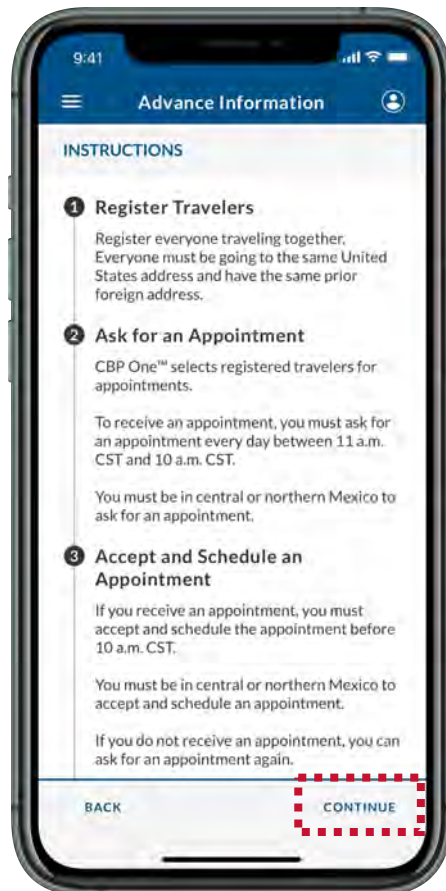 9:41
Advance Information
INSTRUCTIONS
1 Register Travelers
Register everyone traveling together.
Everyone must be going to the same United
States address and have the same prior
foreign address.
2 Ask for an Appointment
CBP One™ selects registered travelers for
appointments.
To receive an appointment, you must ask for
an appointment every day between 11 a.m.
CST and 10 a.m. CST.
You must be in central or northern Mexico to
ask for an appointment.
3 Accept and Schedule an
Appointment
If you receive an appointment, you must
accept and schedule the appointment before
10 a.m. CST.
You must be in central or northern Mexico to
accept and schedule an appointment.
If you do not receive an appointment, you can
ask for an appointment again.
BACK CONTINUE